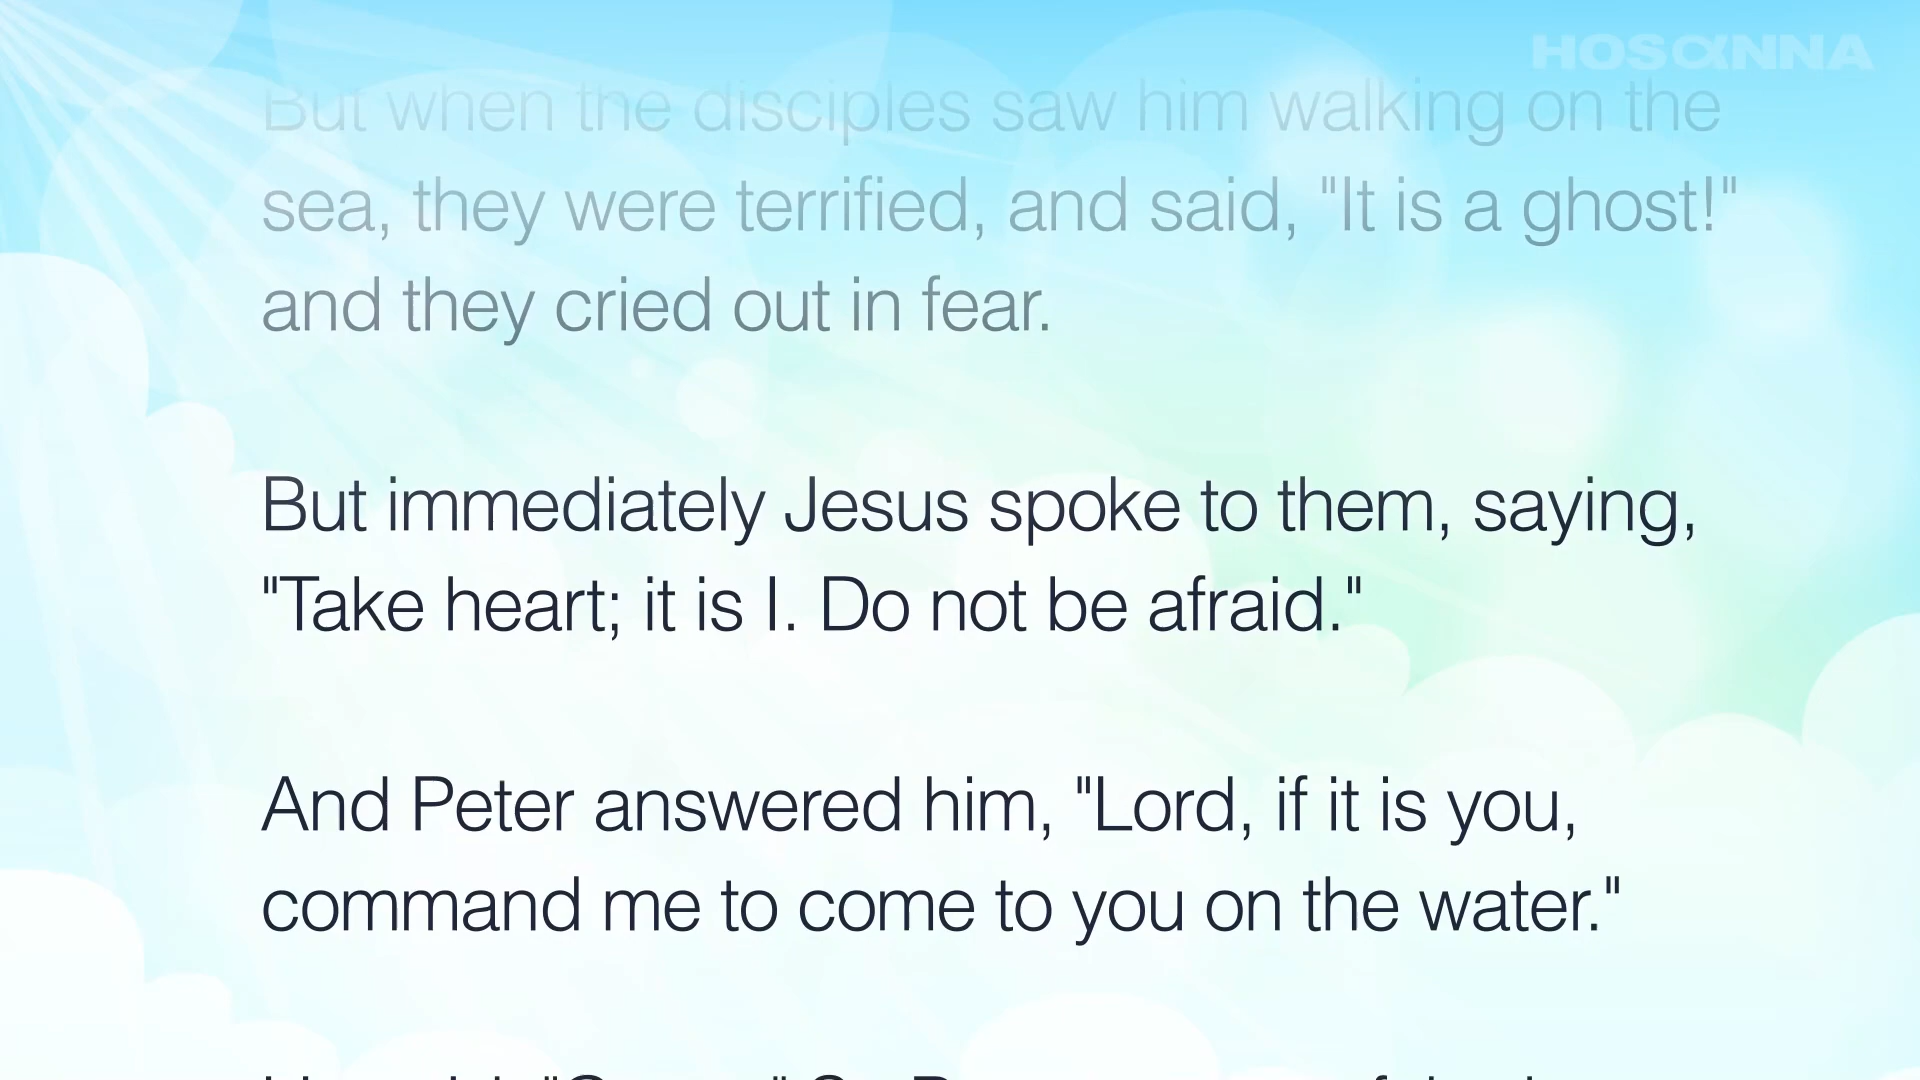 HOSANNA
But when the disciples saw him walking on the
sea, they were terrified, and said, "It is a ghost!"
and they cried out in fear.
But immediately Jesus spoke to them, saying,
"Take heart; it is I. Do not be afraid."
And Peter answered him, "Lord, if it is you,
command me to come to you on the water."